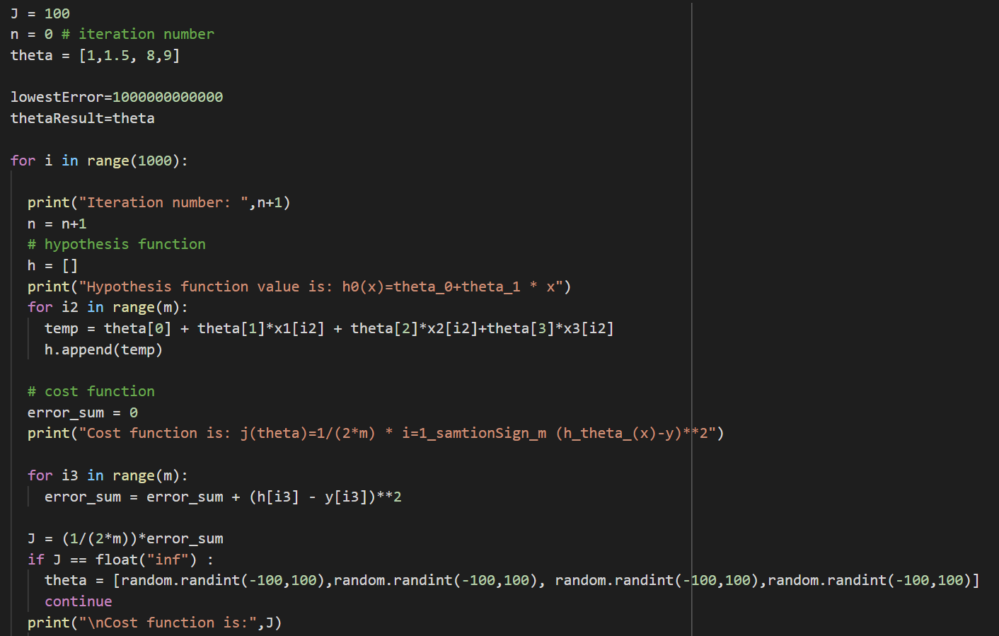 J = 100
n = 0 # iteration number
theta = [1,1.5, 8,9]
lowestError=1000000000000
thetaResult=theta
for i in range(1000):
print("Iteration number: ",n+1)
n = n+1
# hypothesis function
h = []
print("Hypothesis function value is: h0(x)=theta_0+theta_1 * x")
for i2 in range(m):
temp = theta[0] + theta[1]*x1[i2] + theta[2]*x2[i2]+theta[3]*x3[i2]
h.append(temp)
# cost function
error_sum = 0
print("Cost function is: j(theta)=1/(2*m) * i=1_samtionSign_m (h_theta_(x)-y)**2")
for i3 in range(m):
error_sum = error_sum + (h[i3] - y[i3])**2
J = (1/(2*m))*error_sum
if J == float("inf") :
theta = [random.randint(-100,100),random.randint(-100,100), random.randint(-100,100),random.randint(-100,100)]
continue
print("\nCost function is:",J)